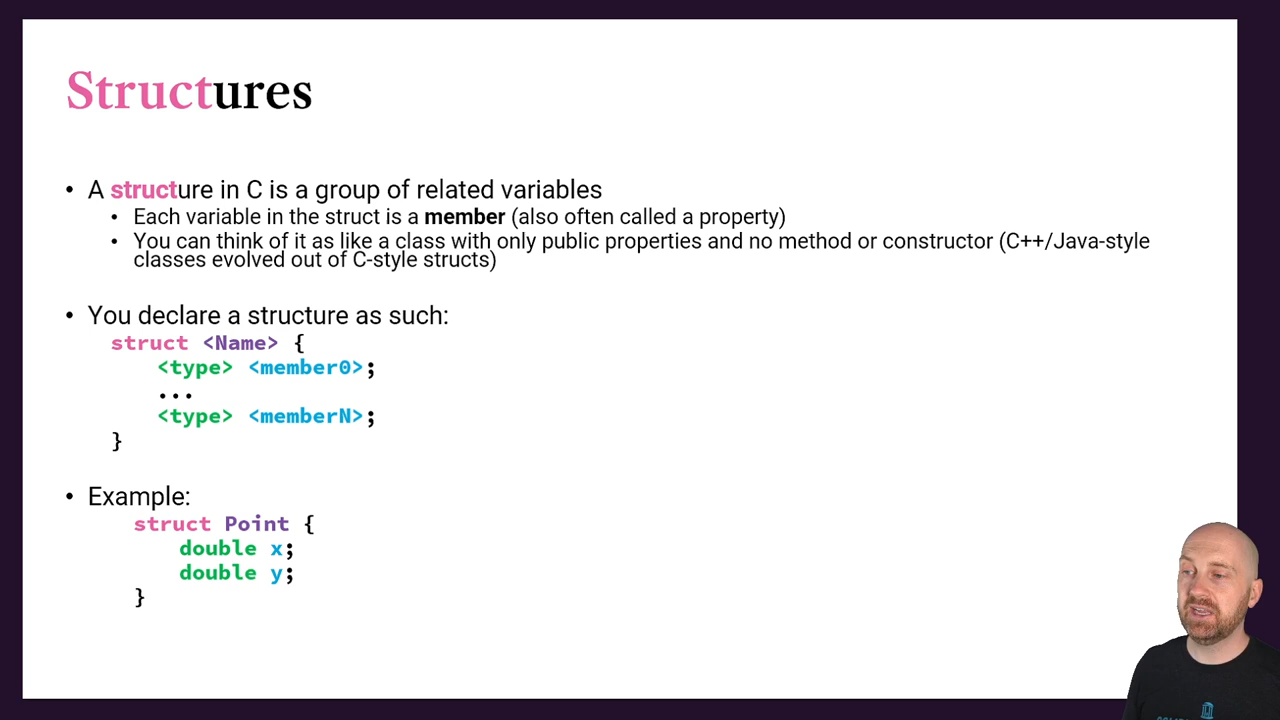 Structures
• A structure in C is a group of related variables
• Each variable in the struct is a member (also often called a property)
• You can think of it as like a class with only public properties and no method or constructor (C++/Java-style
classes evolved out of C-style structs)
• You declare a structure as such:
struct <Name> {
<type> <member0>;
...
<type> <memberN>;
}
• Example:
struct Point {
double x;
double y;
}